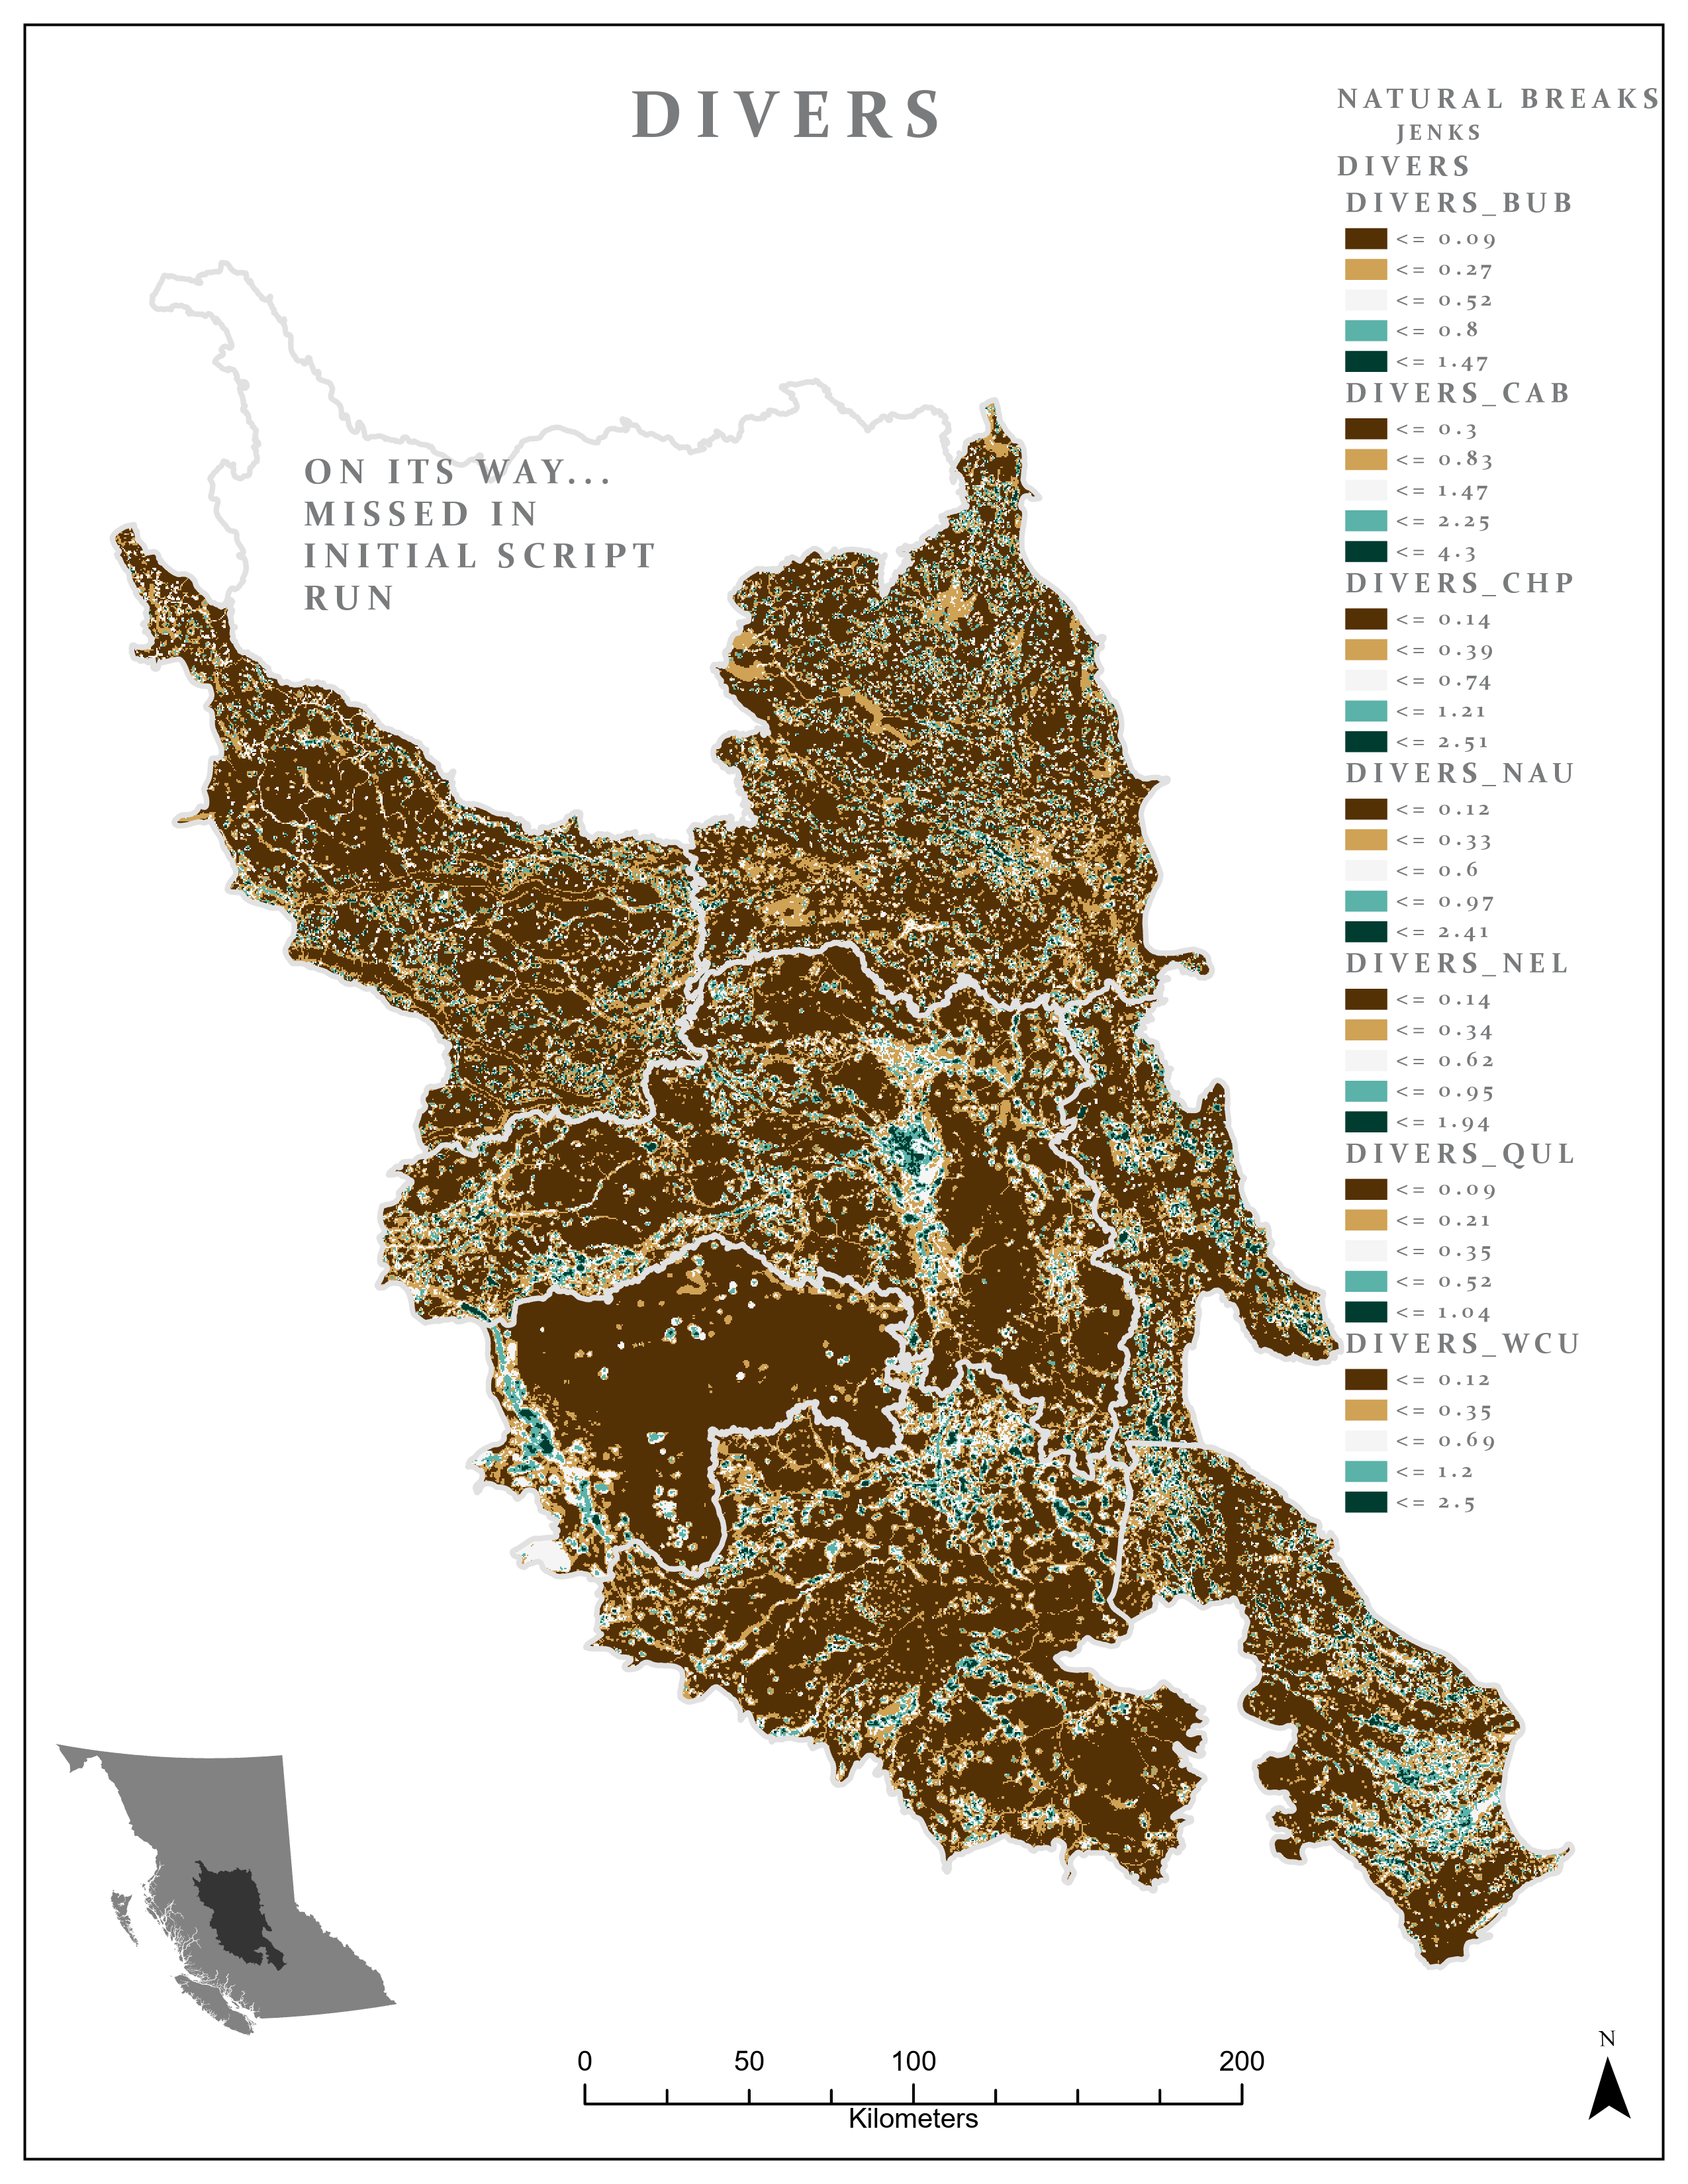 DIVERS
NATURAL BREAKS
JENKS
DIVERS
DIVERS_BUB
<= 0.09
<= 0.27
<= 0.52
<= 0.8
<= 1.47
DIVERS_CAB
<= 0.3
<= 0.83
<= 1.47
<= 2.25
<= 4.3
DIVERS_CHP
<= 0.14
<= 0.39
<= 0.74
<= 1.21
<= 2.51
DIVERS_NAU
<= 0.12
<= 0.33
<= 0.6
<= 0.97
<= 2.41
DIVERS_NEL
<= 0.14
<= 0.34
<= 0.62
<= 0.95
<= 1.94
DIVERS_QUL
<= 0.09
<= 0.21
<= 0.35
<= 0.52
<= 1.04
DIVERS_WCU
<= 0.12
<= 0.35
<= 0.69
<= 1.2
<= 2.5
ON ITS WAY...
MISSED IN
INITIAL SCRIPT
RUN
0 50 100 200
Kilometers
N